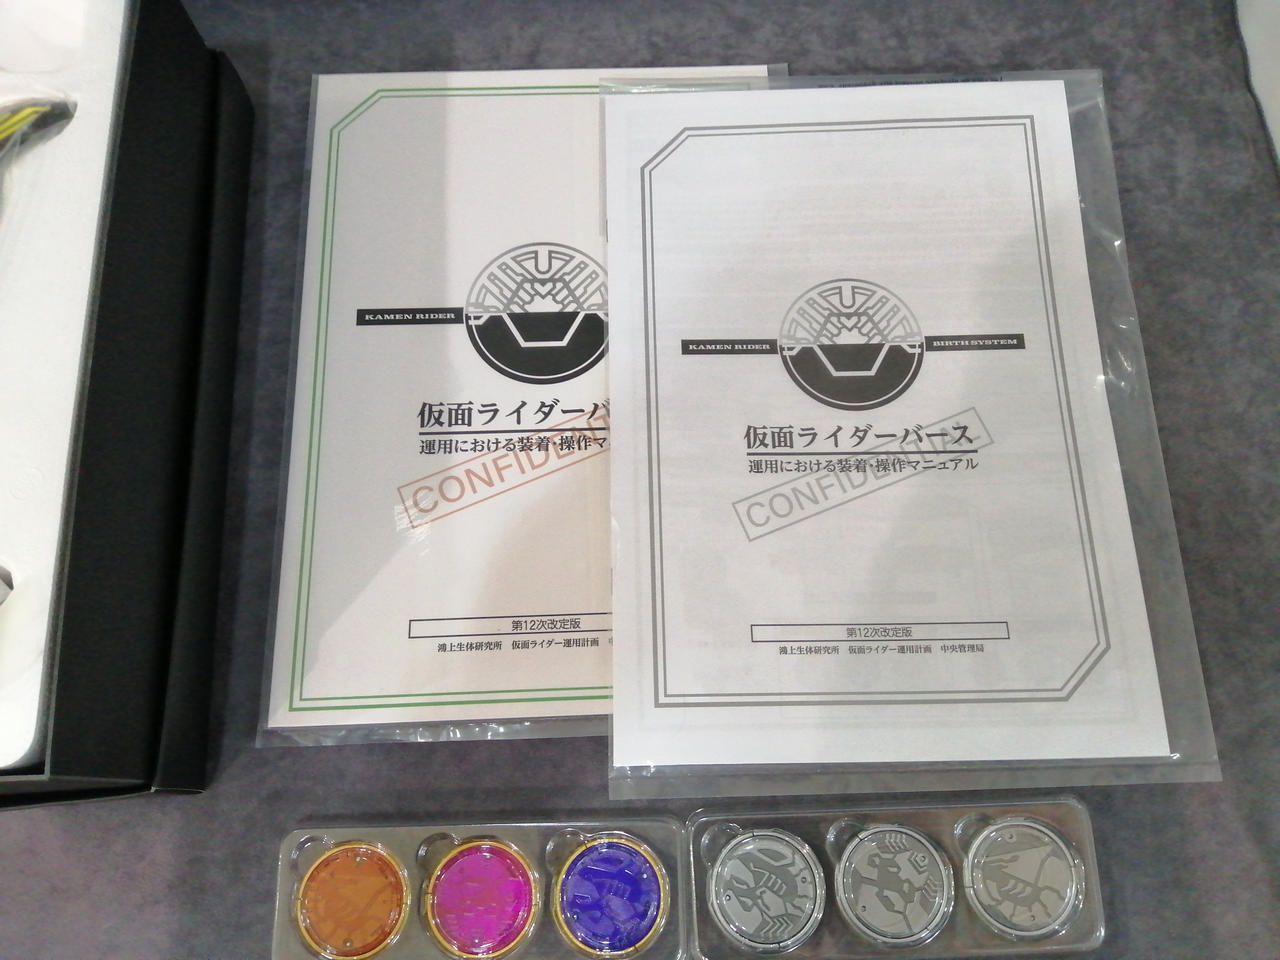 KAMEN RIDER
仮面ライダーバ
運用における装着・操作マ
CONFIDENT
第12次改定版
鴻上生体研究所 仮面ライダー運用計画
KAMEN RIDER
BIRTH SYSTEM
仮面ライダーバース
運用における装着・操作マニュアル
CONFIDENTIAL
第12次改定版
鴻上生体研究所 仮面ライダー運用計画 中央管理局